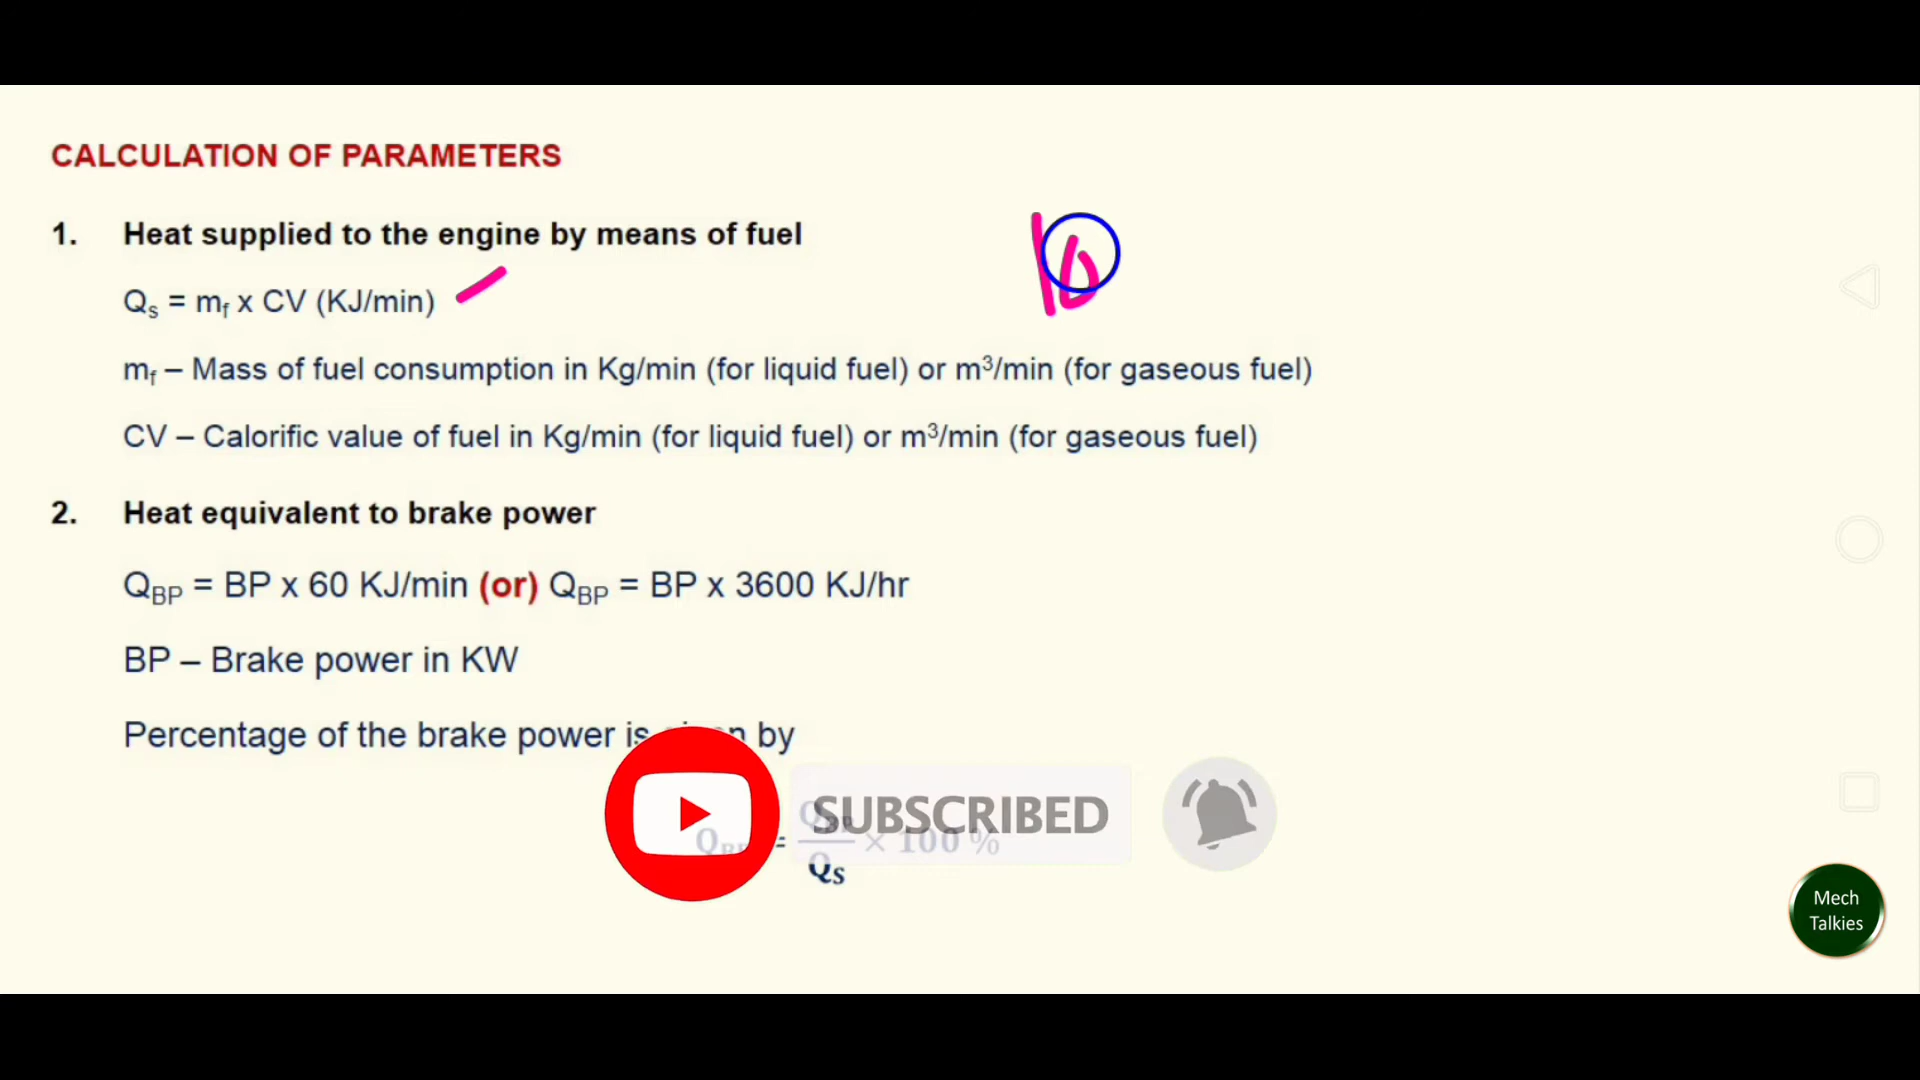 CALCULATION OF PARAMETERS
1. Heat supplied to the engine by means of fuel
Qs = mf x CV (KJ/min)
mf – Mass of fuel consumption in Kg/min (for liquid fuel) or m³/min (for gaseous fuel)
CV – Calorific value of fuel in Kg/min (for liquid fuel) or m³/min (for gaseous fuel)
2. Heat equivalent to brake power
QBP = BP x 60 KJ/min (or) QBP = BP x 3600 KJ/hr
BP – Brake power in KW
Percentage of the brake power is by
SUBSCRIBED
= QBP / QS × 100 %
Mech
Talkies